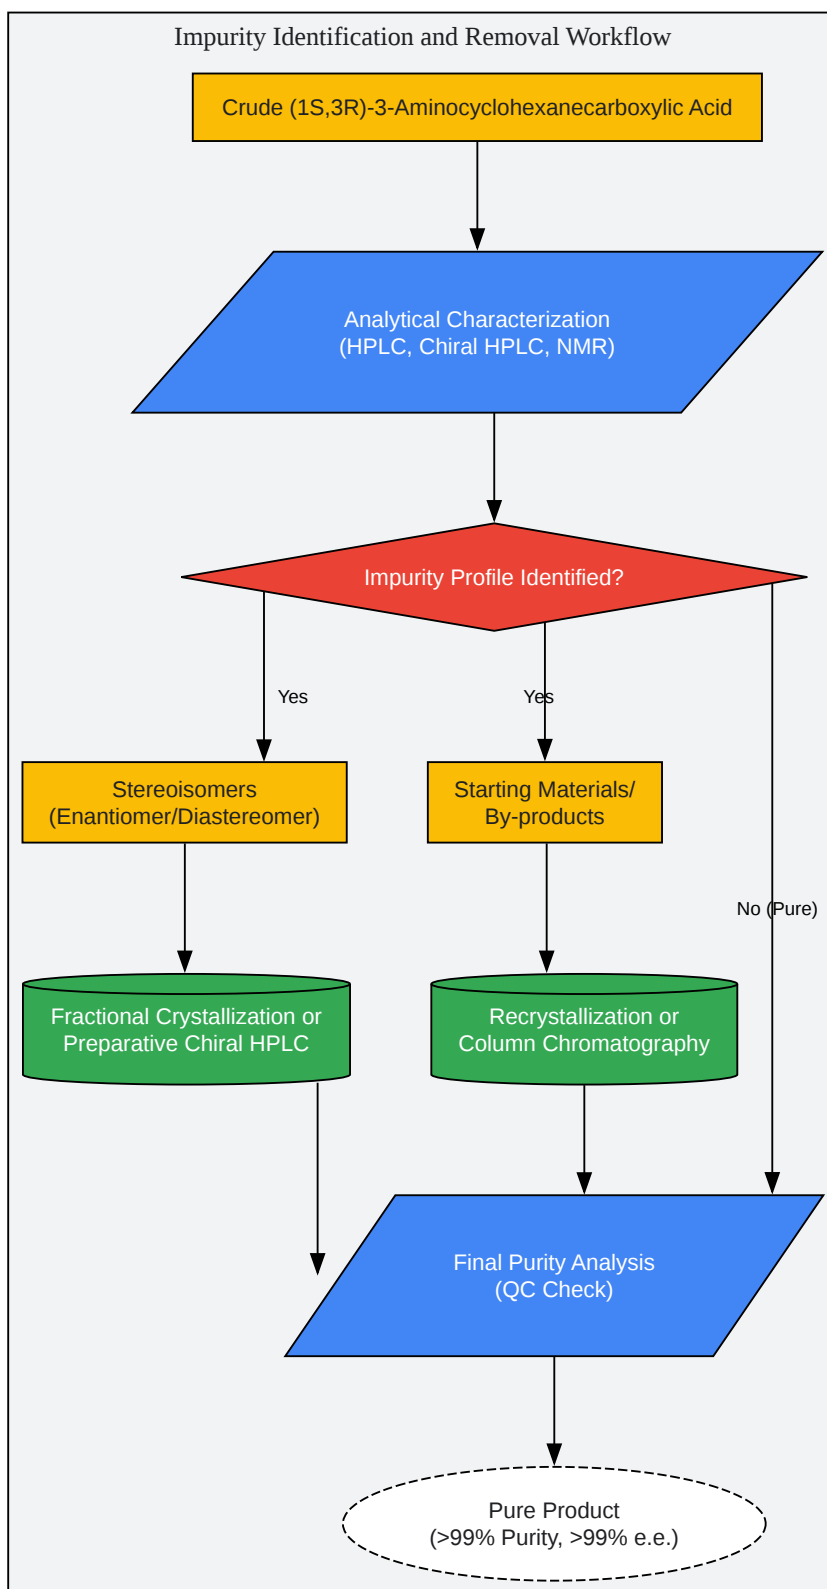 Impurity Identification and Removal Workflow
Crude (1S,3R)-3-Aminocyclohexanecarboxylic Acid
Analytical Characterization
(HPLC, Chiral HPLC, NMR)
Impurity Profile Identified?
Yes
Yes
Stereoisomers
(Enantiomer/Diastereomer)
Starting Materials/
By-products
No (Pure)
Fractional Crystallization or
Preparative Chiral HPLC
Recrystallization or
Column Chromatography
Final Purity Analysis
(QC Check)
Pure Product
(>99% Purity, >99% e.e.)